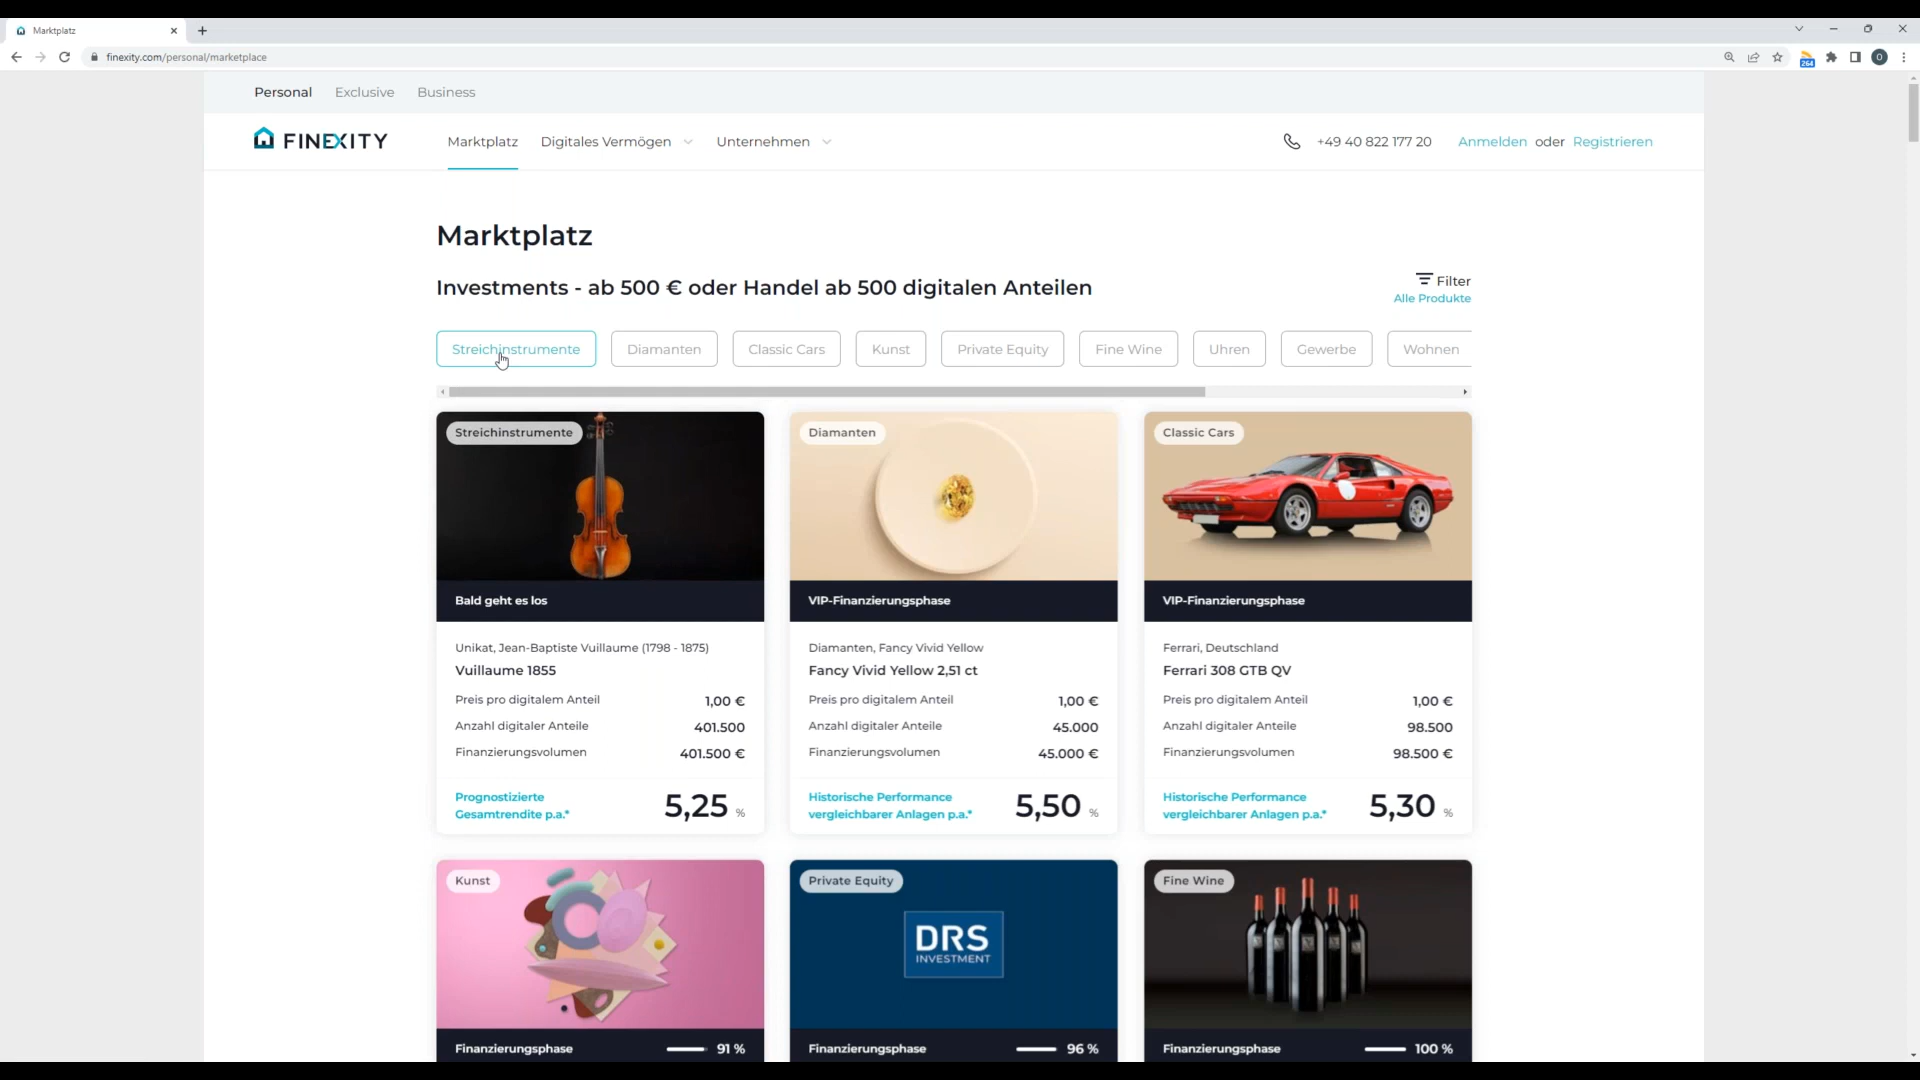 Marktplatz
finexity.com/personal/marketplace
264
O
Personal Exclusive Business
FINEXITY
Marktplatz Digitales Vermögen Unternehmen
+49 40 822 177 20 Anmelden oder Registrieren
Marktplatz
Investments - ab 500 € oder Handel ab 500 digitalen Anteilen
Filter
Alle Produkte
Streichinstrumente Diamanten Classic Cars Kunst Private Equity Fine Wine Uhren Gewerbe Wohnen
Streichinstrumente
Bald geht es los
Unikat, Jean-Baptiste Vuillaume (1798 - 1875)
Vuillaume 1855
Preis pro digitalem Anteil 1,00 €
Anzahl digitaler Anteile 401.500
Finanzierungsvolumen 401.500 €
Prognostizierte
Gesamtrendite p.a.* 5,25 %
Diamanten
VIP-Finanzierungsphase
Diamanten, Fancy Vivid Yellow
Fancy Vivid Yellow 2,51 ct
Preis pro digitalem Anteil 1,00 €
Anzahl digitaler Anteile 45.000
Finanzierungsvolumen 45.000 €
Historische Performance
vergleichbarer Anlagen p.a.* 5,50 %
Classic Cars
VIP-Finanzierungsphase
Ferrari, Deutschland
Ferrari 308 GTB QV
Preis pro digitalem Anteil 1,00 €
Anzahl digitaler Anteile 98.500
Finanzierungsvolumen 98.500 €
Historische Performance
vergleichbarer Anlagen p.a.* 5,30 %
Kunst
Finanzierungsphase 91 %
Private Equity
DRS
INVESTMENT
Finanzierungsphase 96 %
Fine Wine
Finanzierungsphase 100 %